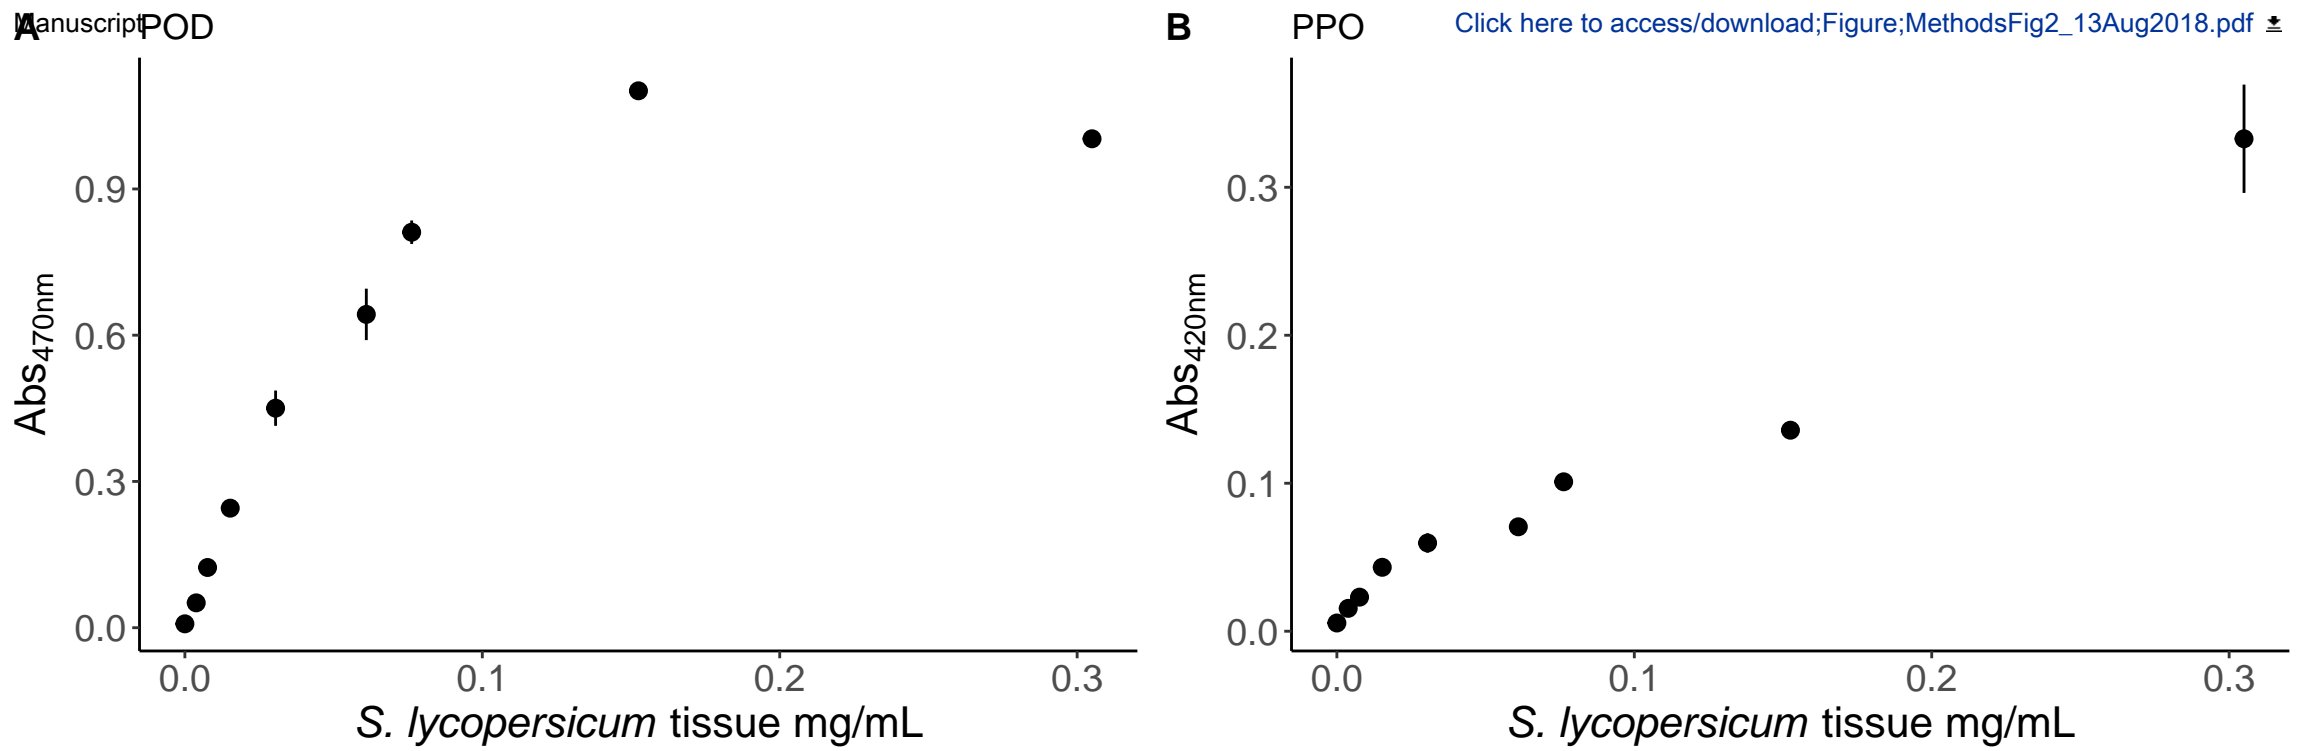 Manuscript
A POD
0.9
0.6
0.3
0.0
Abs470nm
0.0 0.1 0.2 0.3
S. lycopersicum tissue mg/mL
B PPO
Click here to access/download;Figure;MethodsFig2_13Aug2018.pdf
0.3
0.2
0.1
0.0
Abs420nm
0.0 0.1 0.2 0.3
S. lycopersicum tissue mg/mL